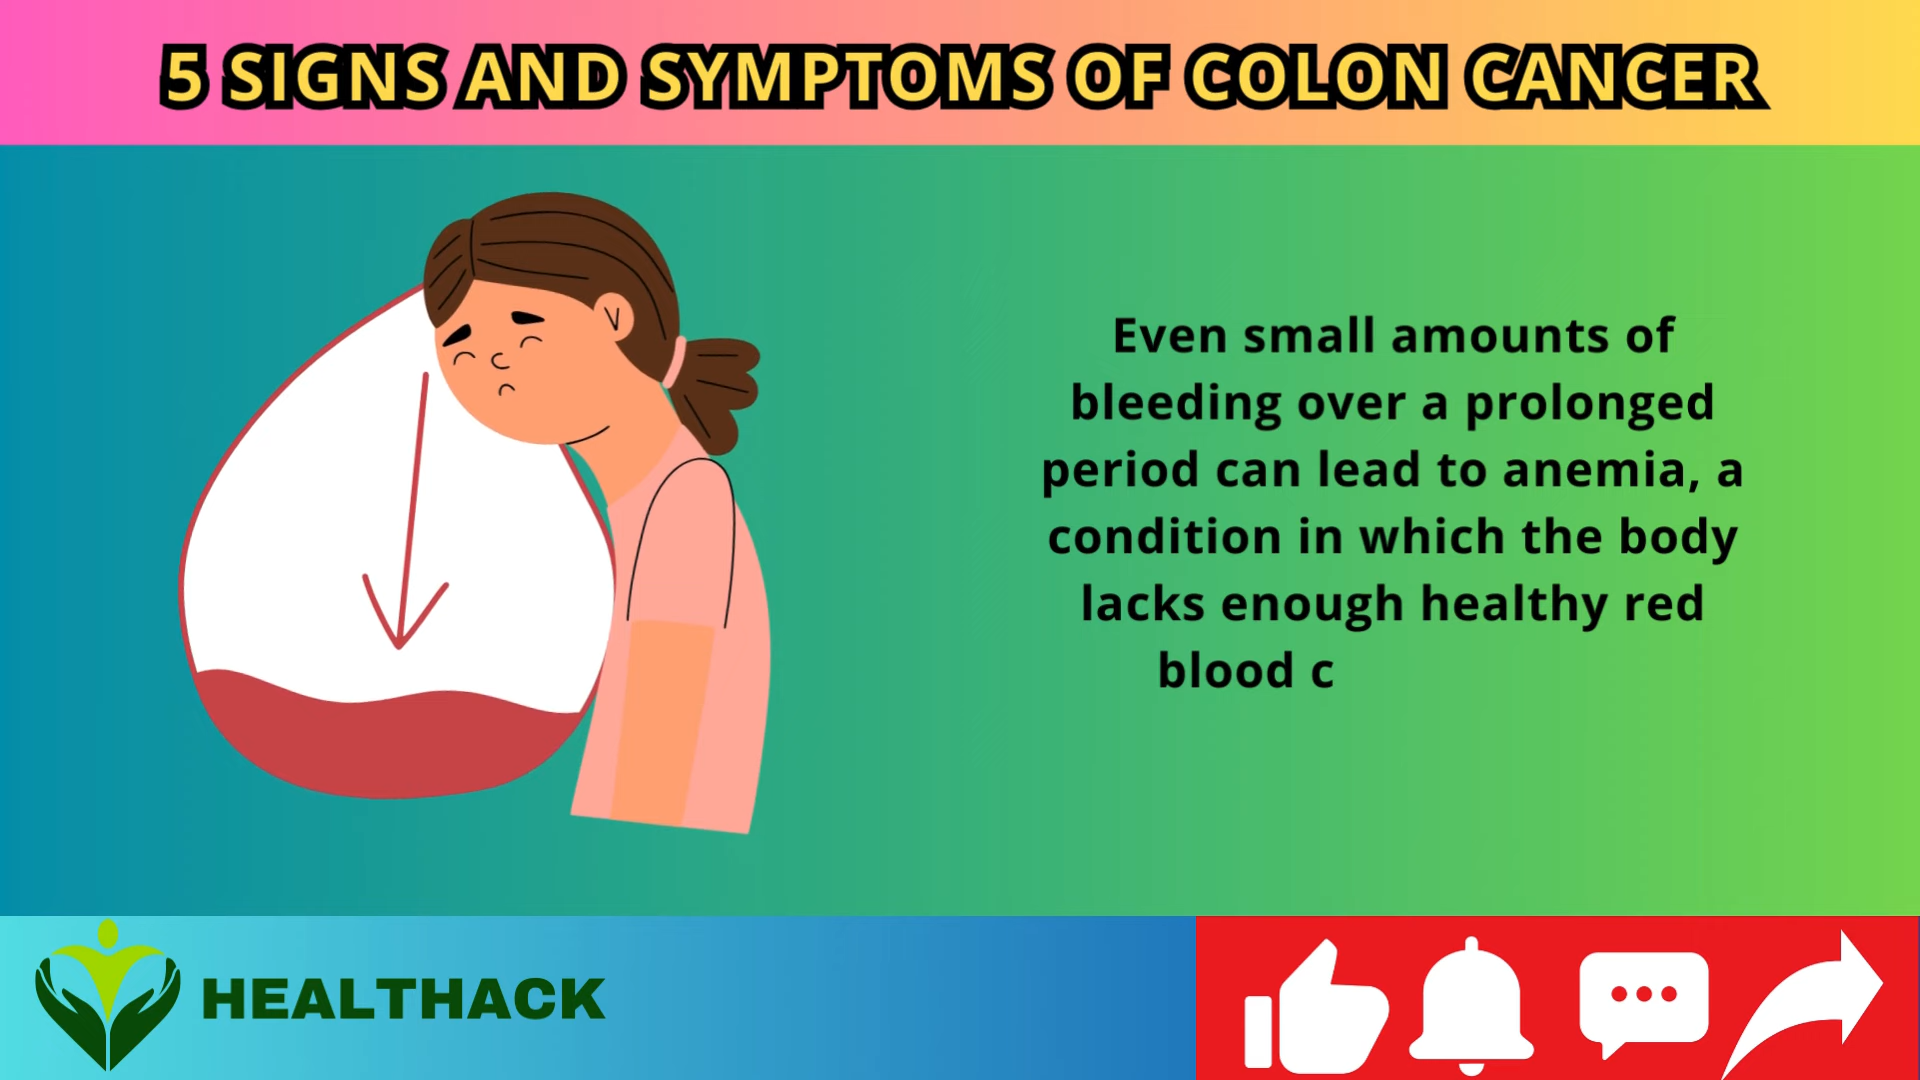 5 SIGNS AND SYMPTOMS OF COLON CANCER
Even small amounts of
bleeding over a prolonged
period can lead to anemia, a
condition in which the body
lacks enough healthy red
blood c
HEALTHACK